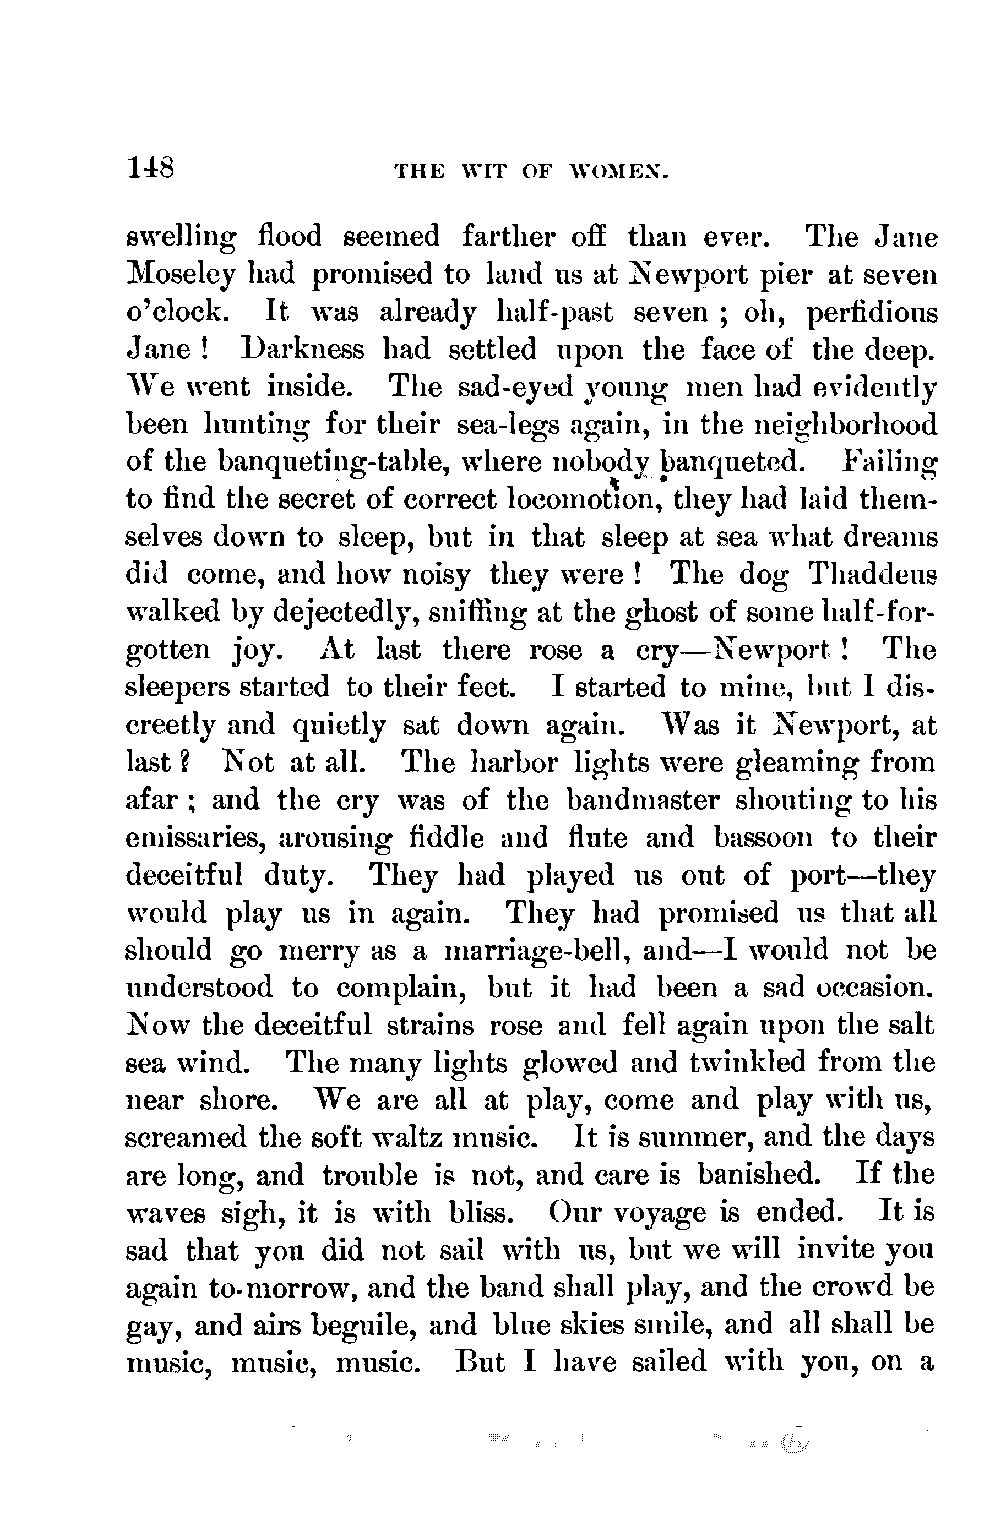 148 THE WIT OF WOMEN.
swelling flood seemed farther off than ever. The Jane
Moseley had promised to land us at Newport pier at seven
o'clock. It was already half-past seven ; oh, perfidious
Jane ! Darkness had settled upon the face of the deep.
We went inside. The sad-eyed young men had evidently
been hunting for their sea-legs again, in the neighborhood
of the banqueting-table, where nobody banqueted. Failing
to find the secret of correct locomotion, they had laid them-
selves down to sleep, but in that sleep at sea what dreams
did come, and how noisy they were ! The dog Thaddeus
walked by dejectedly, sniffing at the ghost of some half-for-
gotten joy. At last there rose a cry—Newport ! The
sleepers started to their feet. I started to mine, but I dis-
creetly and quietly sat down again. Was it Newport, at
last ? Not at all. The harbor lights were gleaming from
afar ; and the cry was of the bandmaster shouting to his
emissaries, arousing fiddle and flute and bassoon to their
deceitful duty. They had played us out of port—they
would play us in again. They had promised us that all
should go merry as a marriage-bell, and—I would not be
understood to complain, but it had been a sad occasion.
Now the deceitful strains rose and fell again upon the salt
sea wind. The many lights glowed and twinkled from the
near shore. We are all at play, come and play with us,
screamed the soft waltz music. It is summer, and the days
are long, and trouble is not, and care is banished. If the
waves sigh, it is with bliss. Our voyage is ended. It is
sad that you did not sail with us, but we will invite you
again to-morrow, and the band shall play, and the crowd be
gay, and airs beguile, and blue skies smile, and all shall be
music, music, music. But I have sailed with you, on a